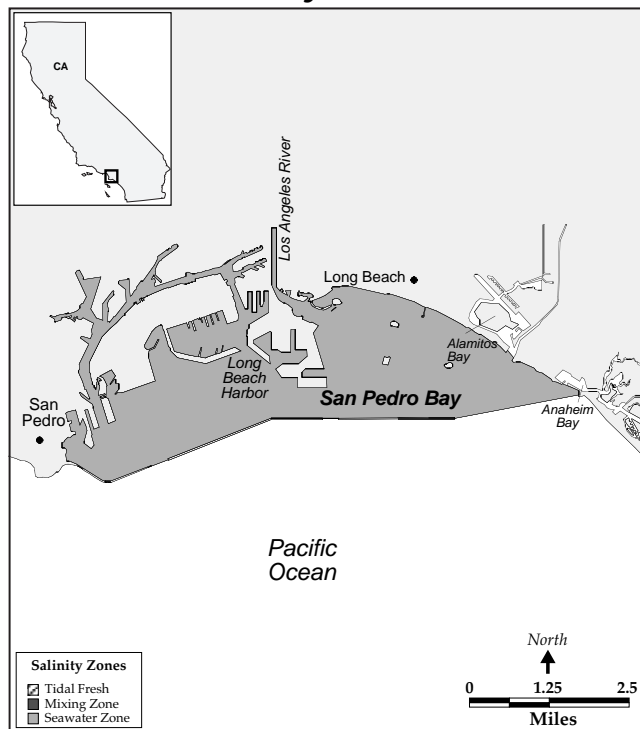 CA
Los Angeles River
Long Beach
Alamitos
Bay
Long
Beach
Harbor
San Pedro Bay
San
Pedro
Anaheim
Bay
Pacific
Ocean
North
0 1.25 2.5
Miles
Salinity Zones
Tidal Fresh
Mixing Zone
Seawater Zone